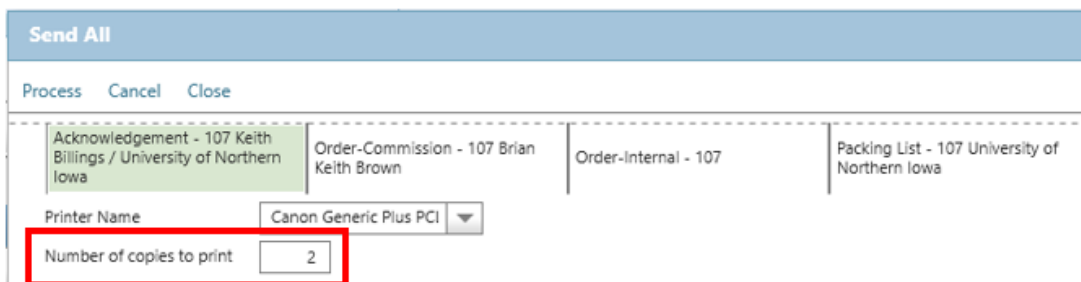 Send All
Process Cancel Close
Acknowledgement - 107 Keith
Billings / University of Northern
Iowa
Order-Commission - 107 Brian
Keith Brown
Order-Internal - 107
Packing List - 107 University of
Northern Iowa
Printer Name Canon Generic Plus PCI
Number of copies to print 2